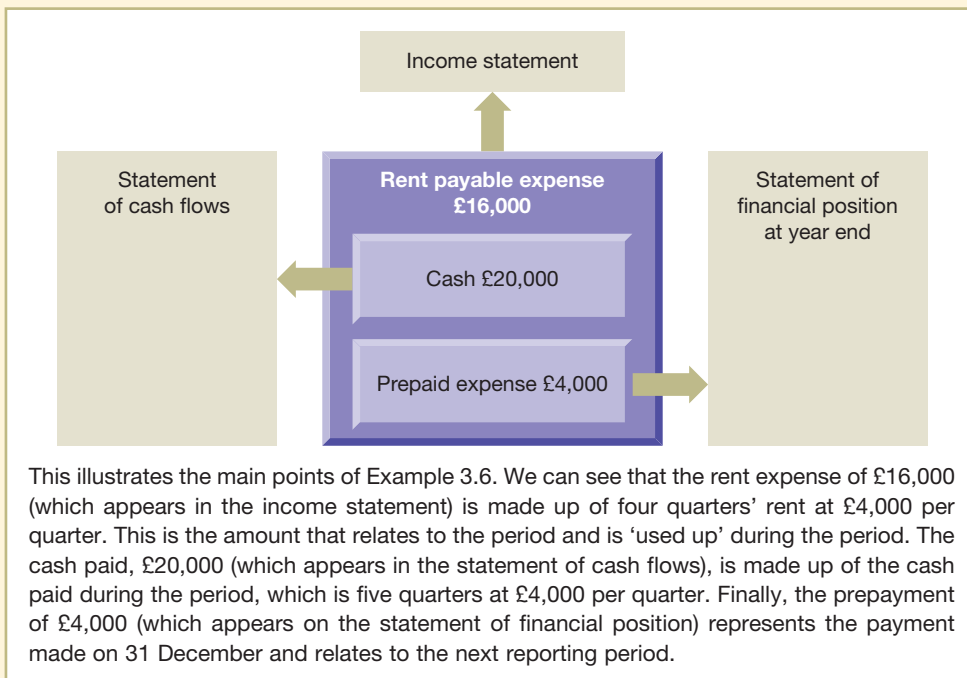 Income statement
Statement
of cash flows
Rent payable expense
£16,000
Cash £20,000
Prepaid expense £4,000
Statement of
financial position
at year end
This illustrates the main points of Example 3.6. We can see that the rent expense of £16,000
(which appears in the income statement) is made up of four quarters’ rent at £4,000 per
quarter. This is the amount that relates to the period and is ‘used up’ during the period. The
cash paid, £20,000 (which appears in the statement of cash flows), is made up of the cash
paid during the period, which is five quarters at £4,000 per quarter. Finally, the prepayment
of £4,000 (which appears on the statement of financial position) represents the payment
made on 31 December and relates to the next reporting period.